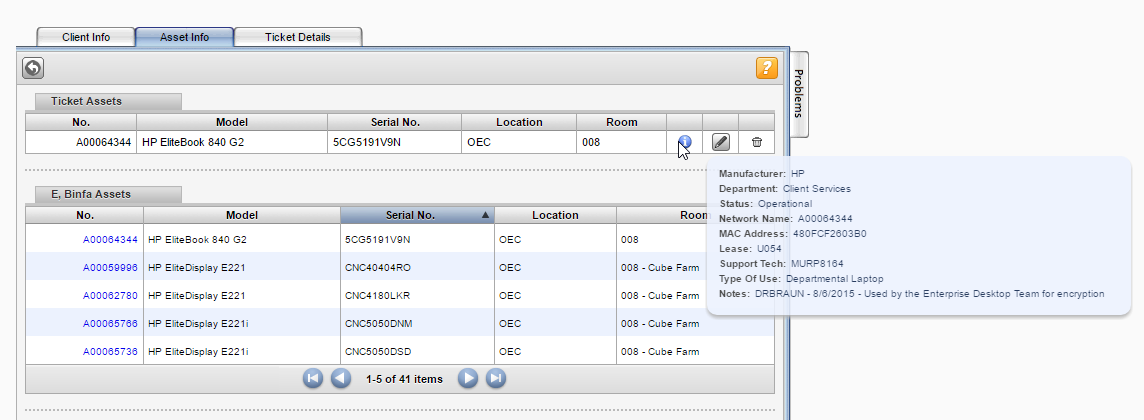 Client Info Asset Info Ticket Details
?
Problems
Ticket Assets
No. Model Serial No. Location Room
A00064344 HP EliteBook 840 G2 5CG5191V9N OEC 008
Manufacturer: HP
Department: Client Services
Status: Operational
Network Name: A00064344
MAC Address: 480FCF2603B0
Lease: U054
Support Tech: MURP8164
Type Of Use: Departmental Laptop
Notes: DRBRAUN - 8/6/2015 - Used by the Enterprise Desktop Team for encryption
E, Binfa Assets
No. Model Serial No. Location Room
A00064344 HP EliteBook 840 G2 5CG5191V9N OEC 008
A00059996 HP EliteDisplay E221 CNC40404RO OEC 008 - Cube Farm
A00062780 HP EliteDisplay E221 CNC4180LKR OEC 008 - Cube Farm
A00065766 HP EliteDisplay E221i CNC5050DNM OEC 008 - Cube Farm
A00065736 HP EliteDisplay E221i CNC5050DSD OEC 008 - Cube Farm
1-5 of 41 items